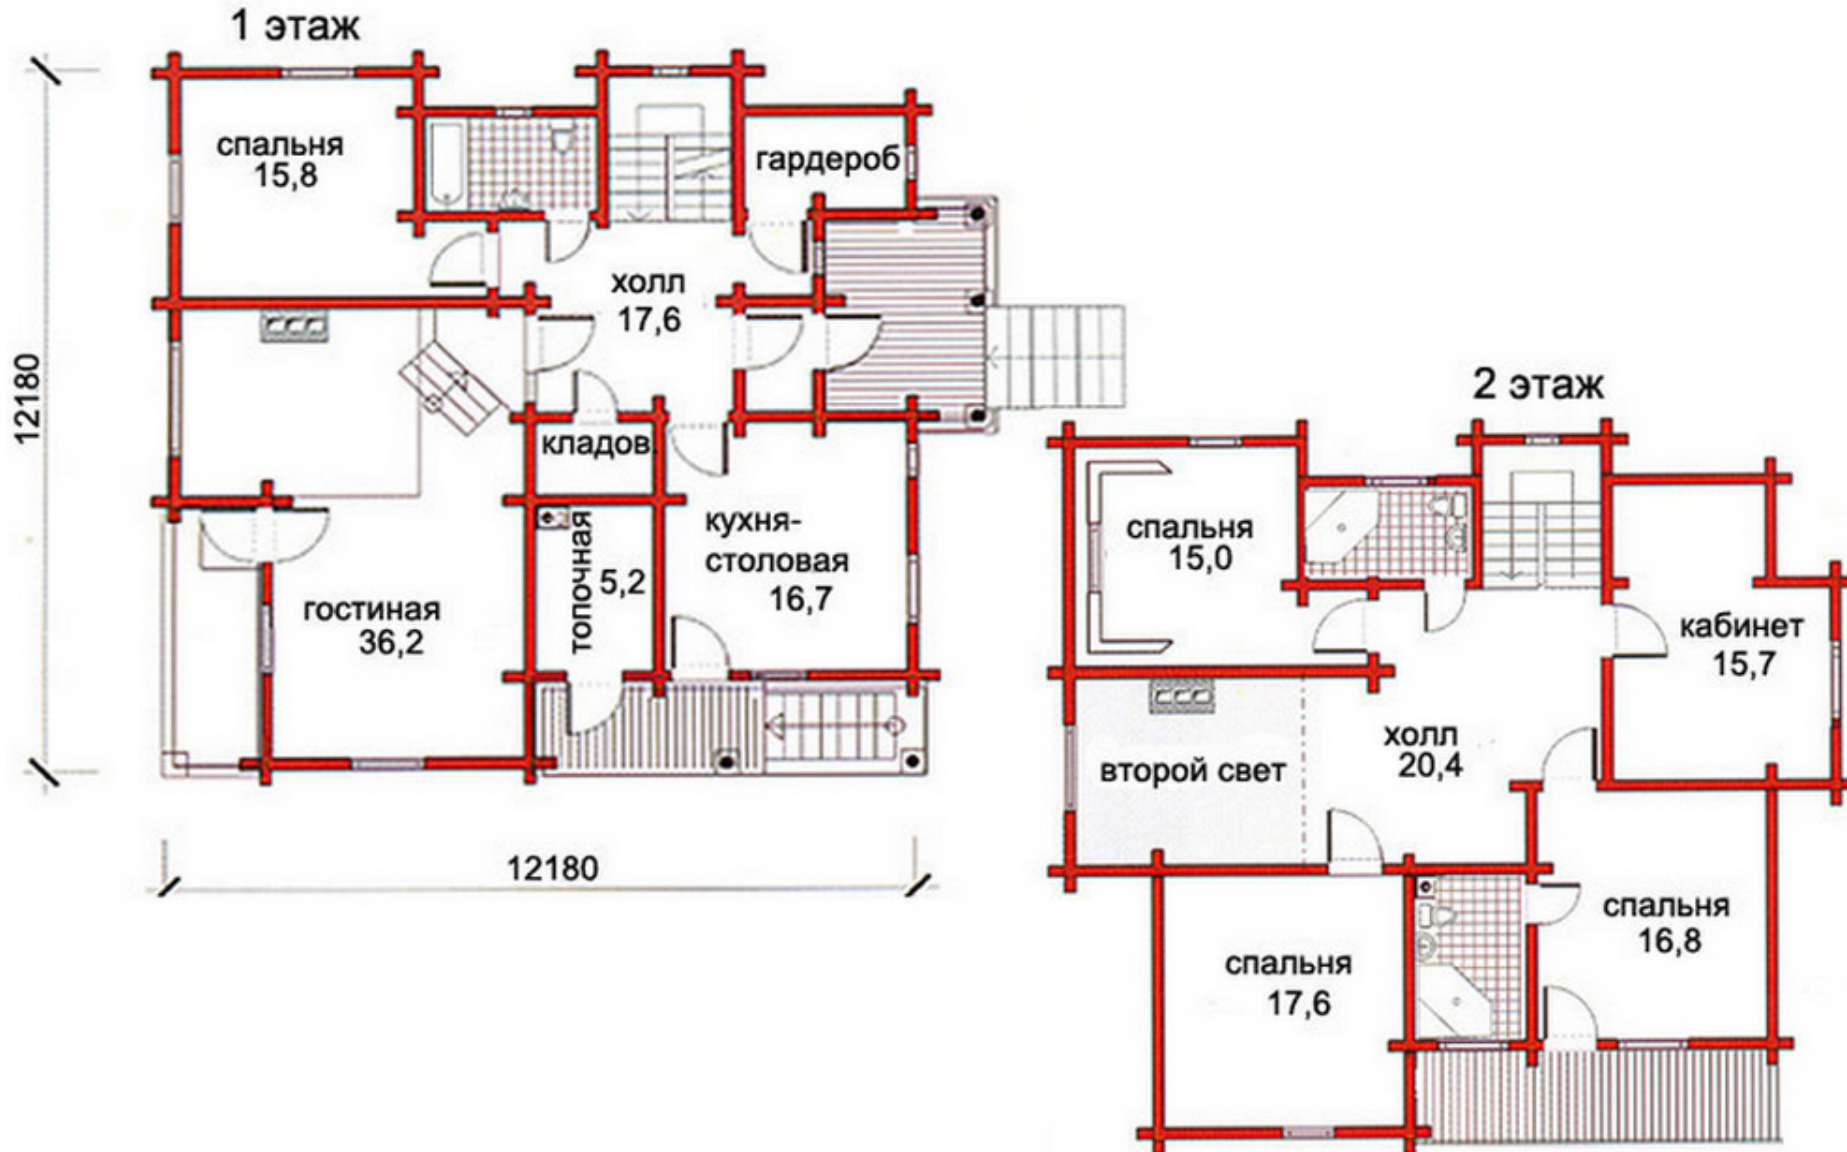 1 этаж
спальня
15,8
гардероб
холл
17,6
12180
кладов.
кухня-
столовая
16,7
топочная
5,2
гостиная
36,2
12180
2 этаж
спальня
15,0
кабинет
15,7
холл
20,4
второй свет
спальня
16,8
спальня
17,6